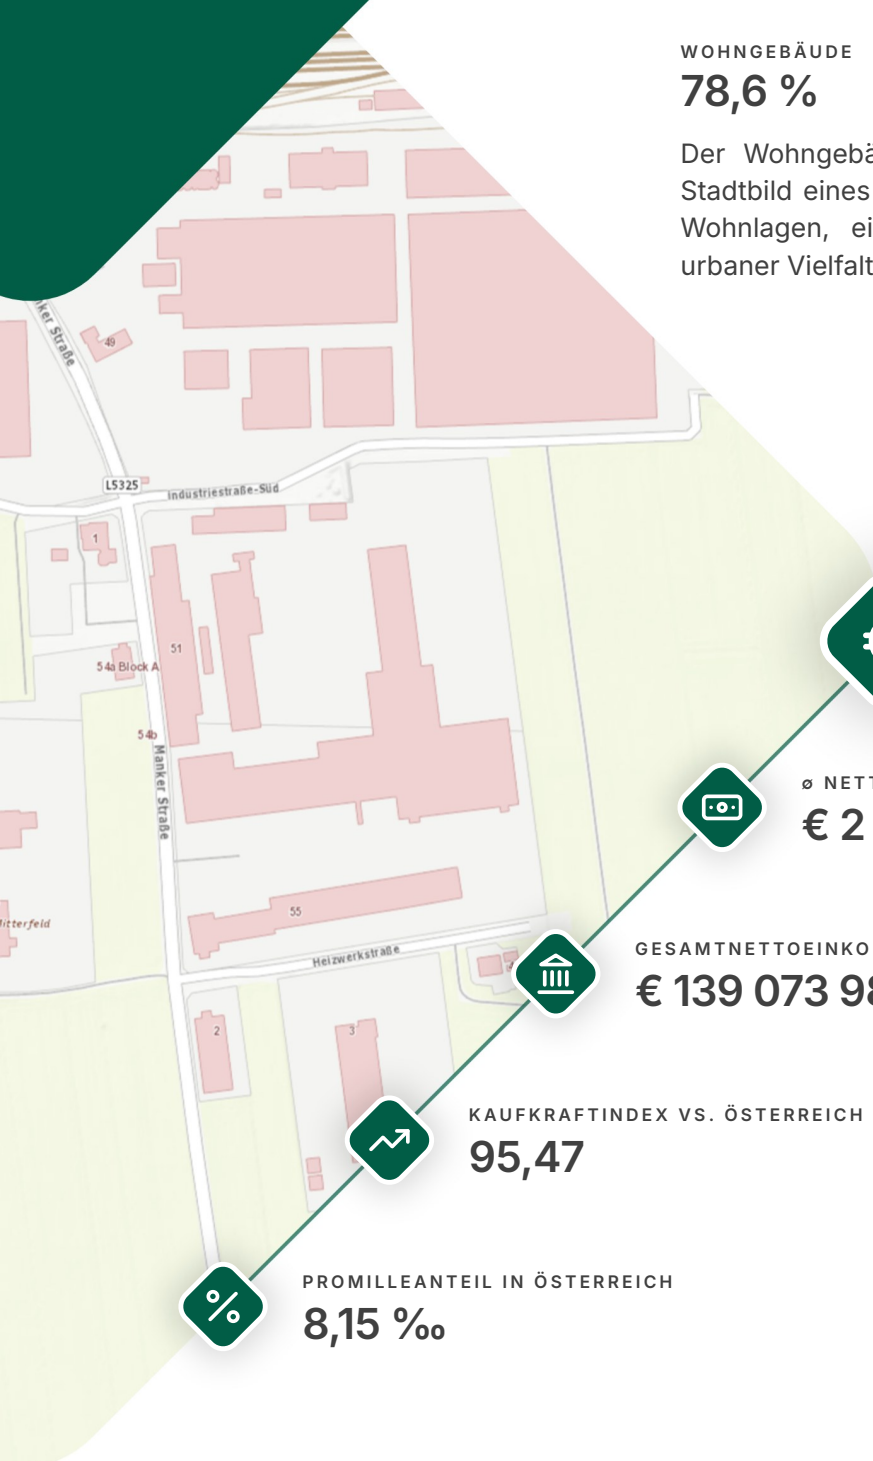 WOHNGEBÄUDE
78,6 %
Der Wohngebä
Stadtbild eines
Wohnlagen, ei
urbaner Vielfalt
ker Straße
49
L5325
Industriestraße-Süd
1
51
54a Block A
54b
Manker Straße
55
itterfeld
Heizwerkstraße
2
3
ø NETT
€ 2
GESAMTNETTOEINKO
€ 139 073 98
KAUFKRAFTINDEX VS. ÖSTERREICH
95,47
PROMILLEANTEIL IN ÖSTERREICH
8,15 ‰